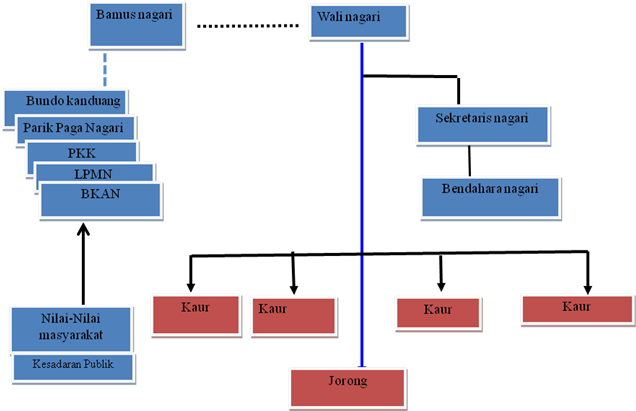 Bamus nagari
Wali nagari
Bundo kanduang
Parik Paga Nagari
PKK
LPMN
BKAN
Sekretaris nagari
Bendahara nagari
Nilai-Nilai
masyarakat
Kesadaran Publik
Kaur
Kaur
Kaur
Kaur
Jorong